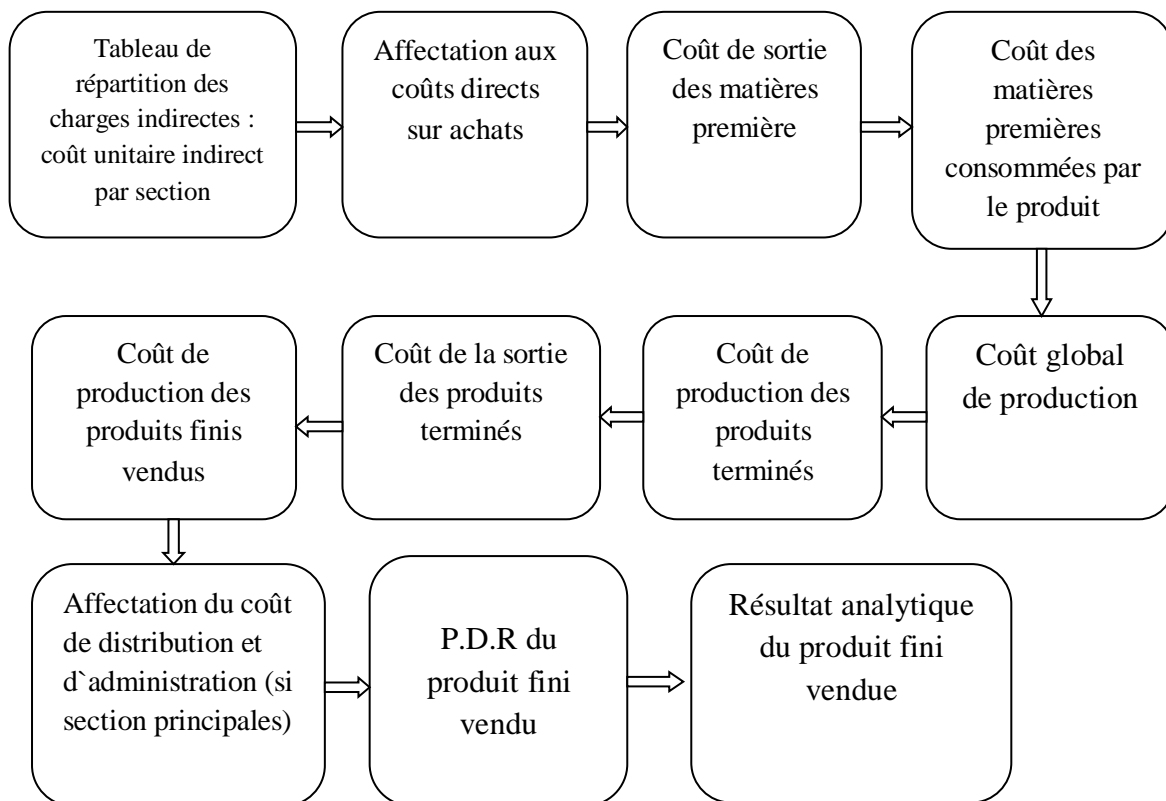 Tableau de
répartition des
charges indirectes :
coût unitaire indirect
par section
Affectation aux
coûts directs
sur achats
Coût de sortie
des matières
première
Coût des
matières
premières
consommées par
le produit
Coût global
de production
Coût de
production des
produits
terminés
Coût de la sortie
des produits
terminés
Coût de
production des
produits finis
vendus
Affectation du coût
de distribution et
d`administration (si
section principales)
P.D.R du
produit fini
vendu
Résultat analytique
du produit fini
vendue